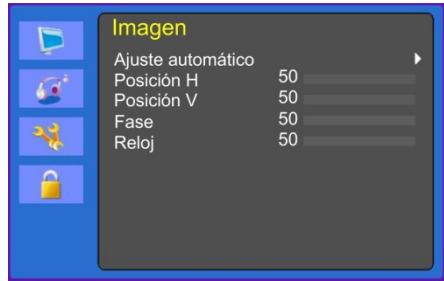 Imagen
Ajuste automático
Posición H 50
Posición V 50
Fase 50
Reloj 50